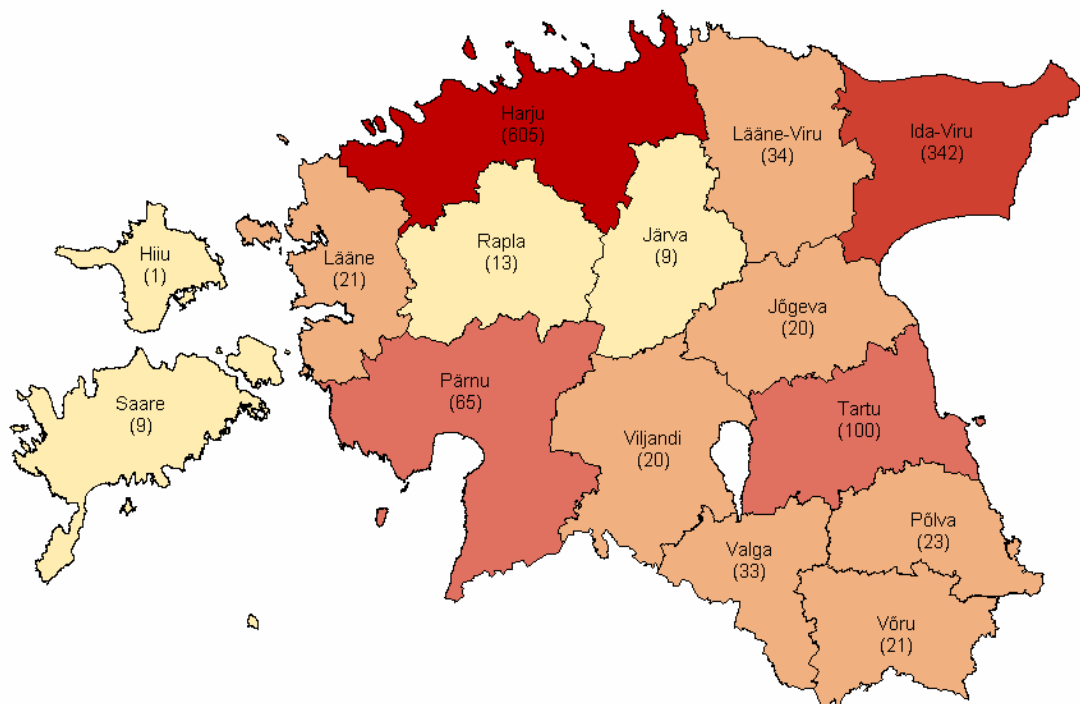 Harju
(605)
Lääne-Viru
(34)
Ida-Viru
(342)
Hiiu
(1)
Lääne
(21)
Rapla
(13)
Järva
(9)
Jõgeva
(20)
Saare
(9)
Pärnu
(65)
Viljandi
(20)
Tartu
(100)
Põlva
(23)
Valga
(33)
Võru
(21)